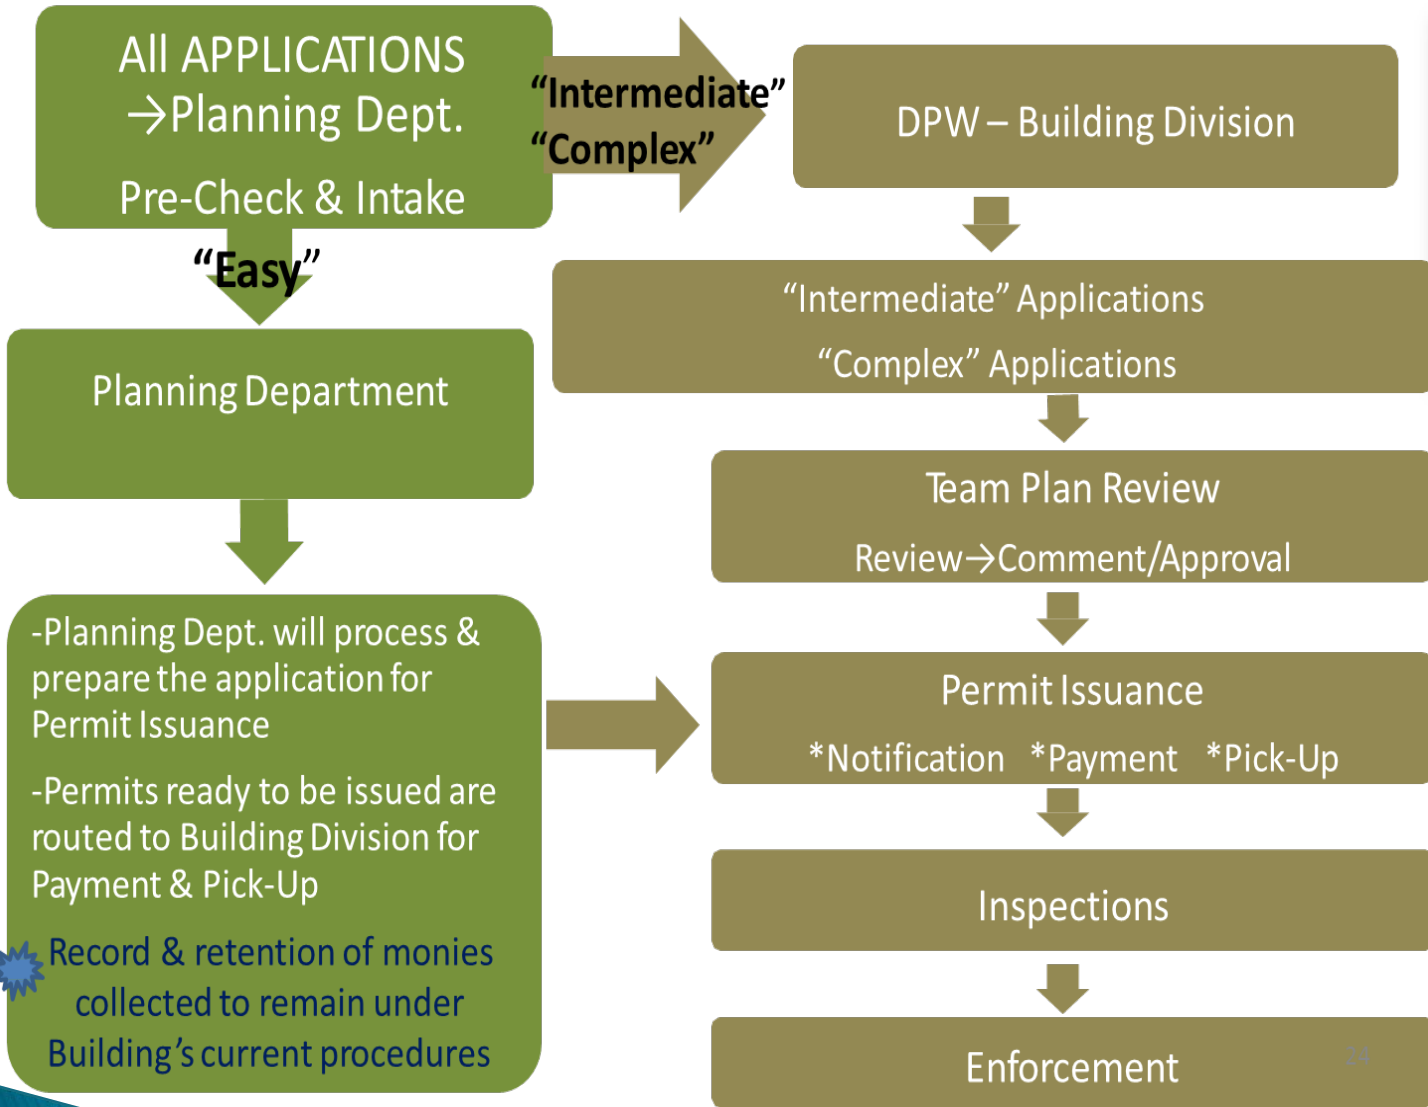 All APPLICATIONS
→Planning Dept.
Pre-Check & Intake
“Intermediate”
“Complex”
DPW – Building Division
“Easy”
“Intermediate” Applications
“Complex” Applications
Planning Department
Team Plan Review
Review→Comment/Approval
-Planning Dept. will process &
prepare the application for
Permit Issuance
-Permits ready to be issued are
routed to Building Division for
Payment & Pick-Up
Record & retention of monies
collected to remain under
Building’s current procedures
Permit Issuance
*Notification *Payment *Pick-Up
Inspections
Enforcement
24